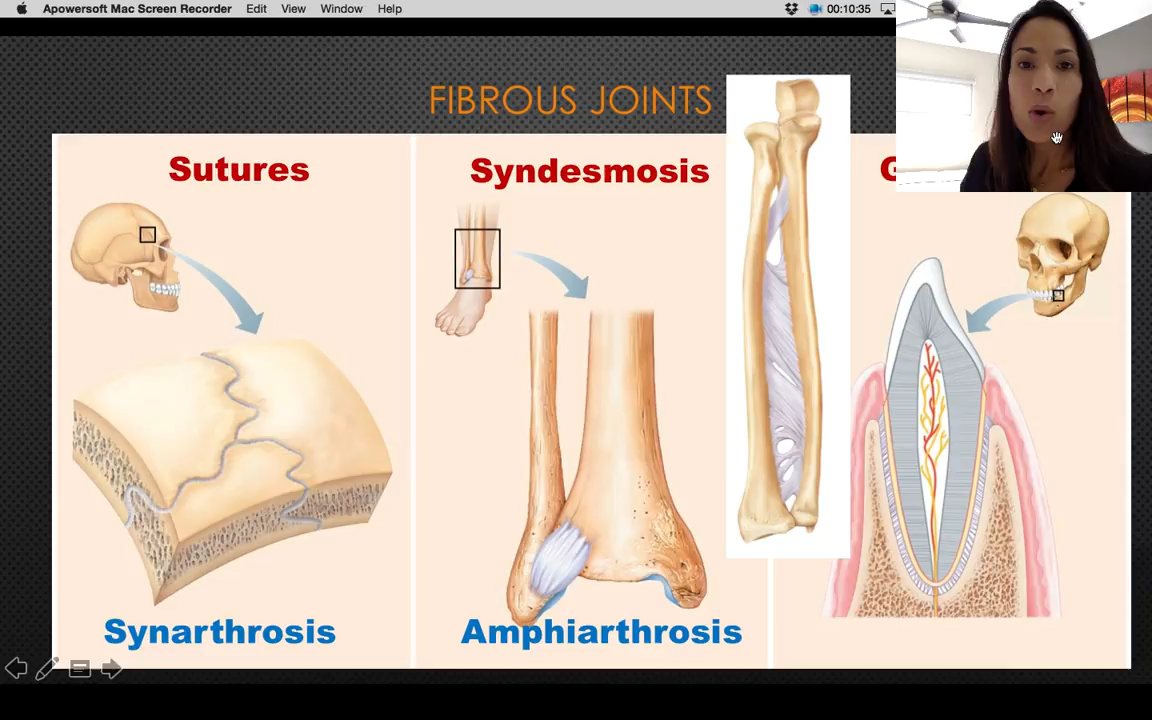 Apowersoft Mac Screen Recorder Edit View Window Help 00:10:35
FIBROUS JOINTS
Sutures
Syndesmosis
G
Synarthrosis
Amphiarthrosis